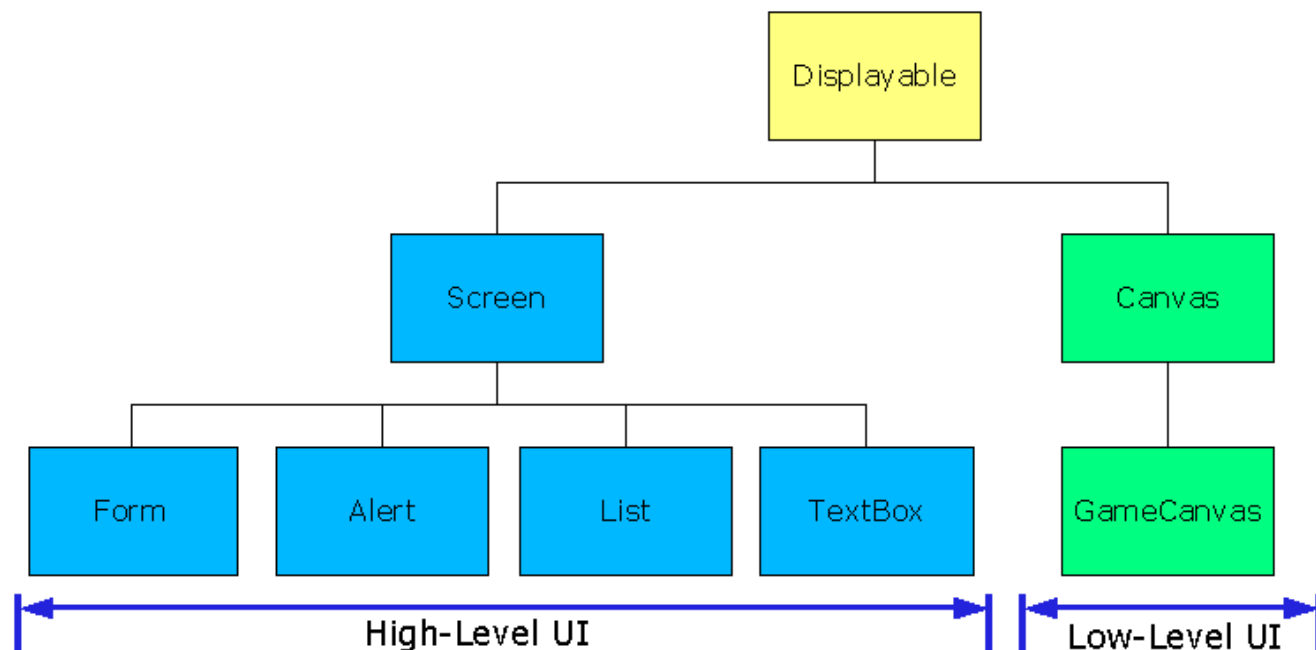 Displayable
Screen
Canvas
Form
Alert
List
TextBox
GameCanvas
High-Level UI
Low-Level UI